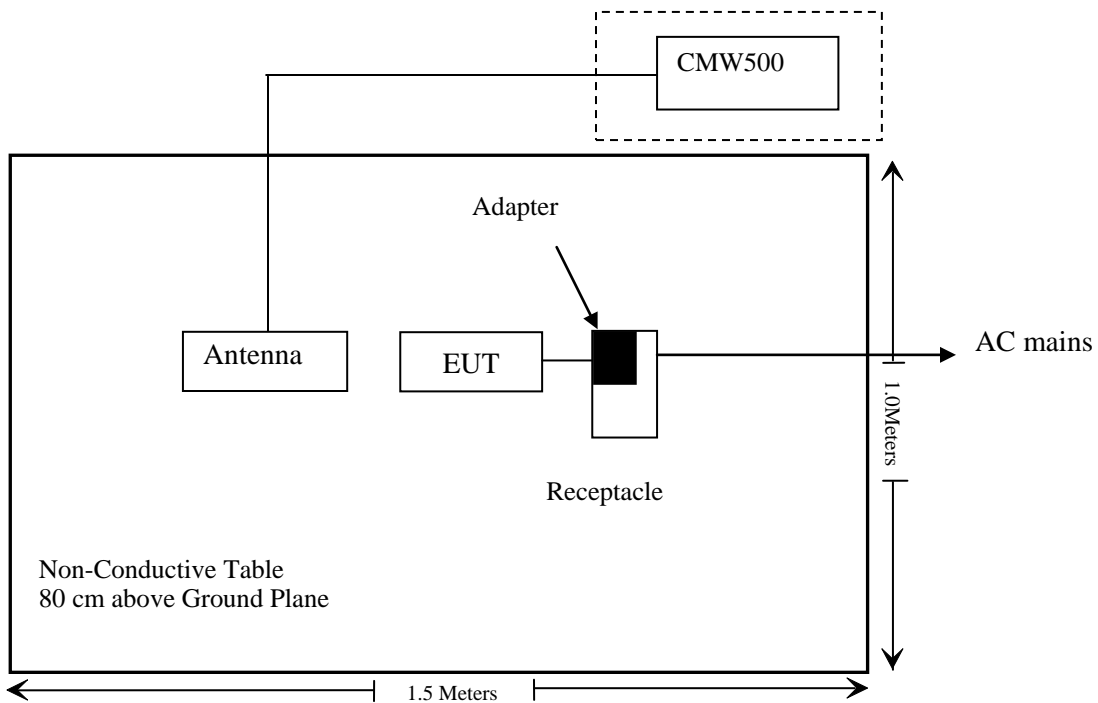 CMW500
Adapter
Antenna
EUT
AC mains
1.0Meters
Receptacle
Non-Conductive Table
80 cm above Ground Plane
1.5 Meters